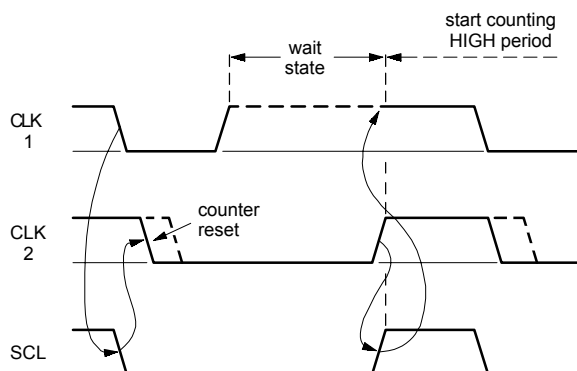 start counting
HIGH period
wait
state
CLK
1
counter
reset
CLK
2
SCL